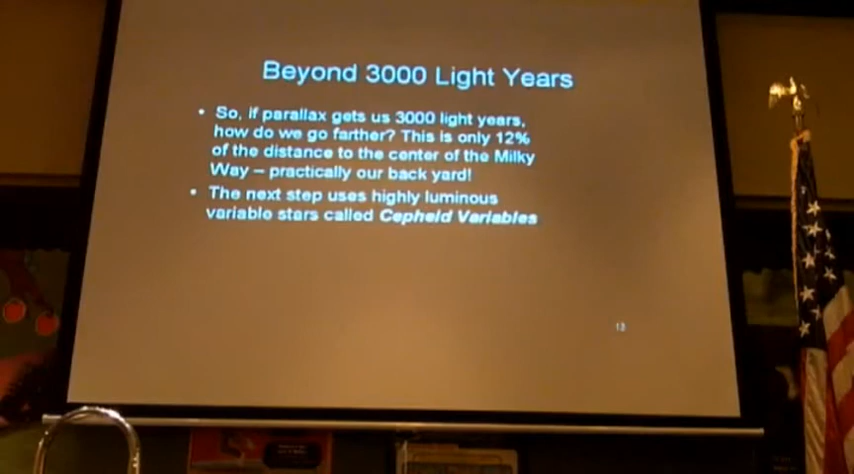 Beyond 3000 Light Years
• So, if parallax gets us 3000 light years,
how do we go farther? This is only 12%
of the distance to the center of the Milky
Way – practically our back yard!
• The next step uses highly luminous
variable stars called Cepheid Variables
13